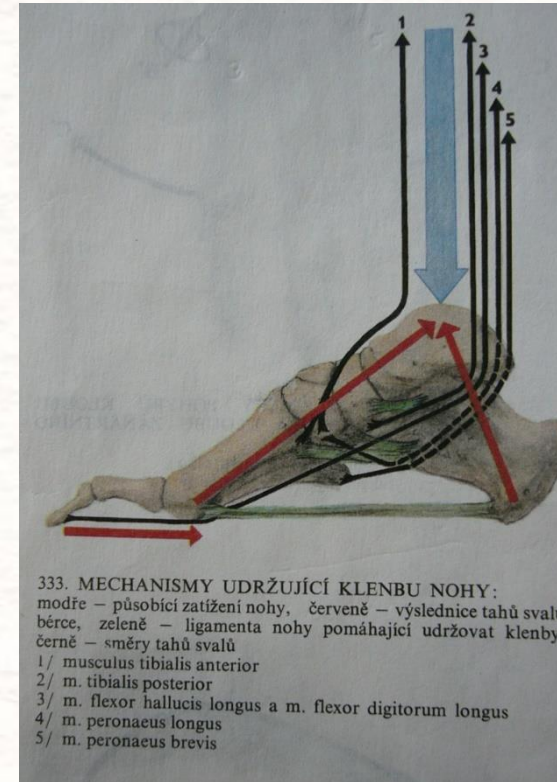 1 2
3
4
5
333. MECHANISMY UDRŽUJÍCÍ KLENBU NOHY:
modře — působící zatížení nohy, červeně — výslednice tahů svalů
bérce, zeleně — ligamenta nohy pomáhající udržovat klenby
černě — směry tahů svalů
1/ musculus tibialis anterior
2/ m. tibialis posterior
3/ m. flexor hallucis longus a m. flexor digitorum longus
4/ m. peronaeus longus
5/ m. peronaeus brevis